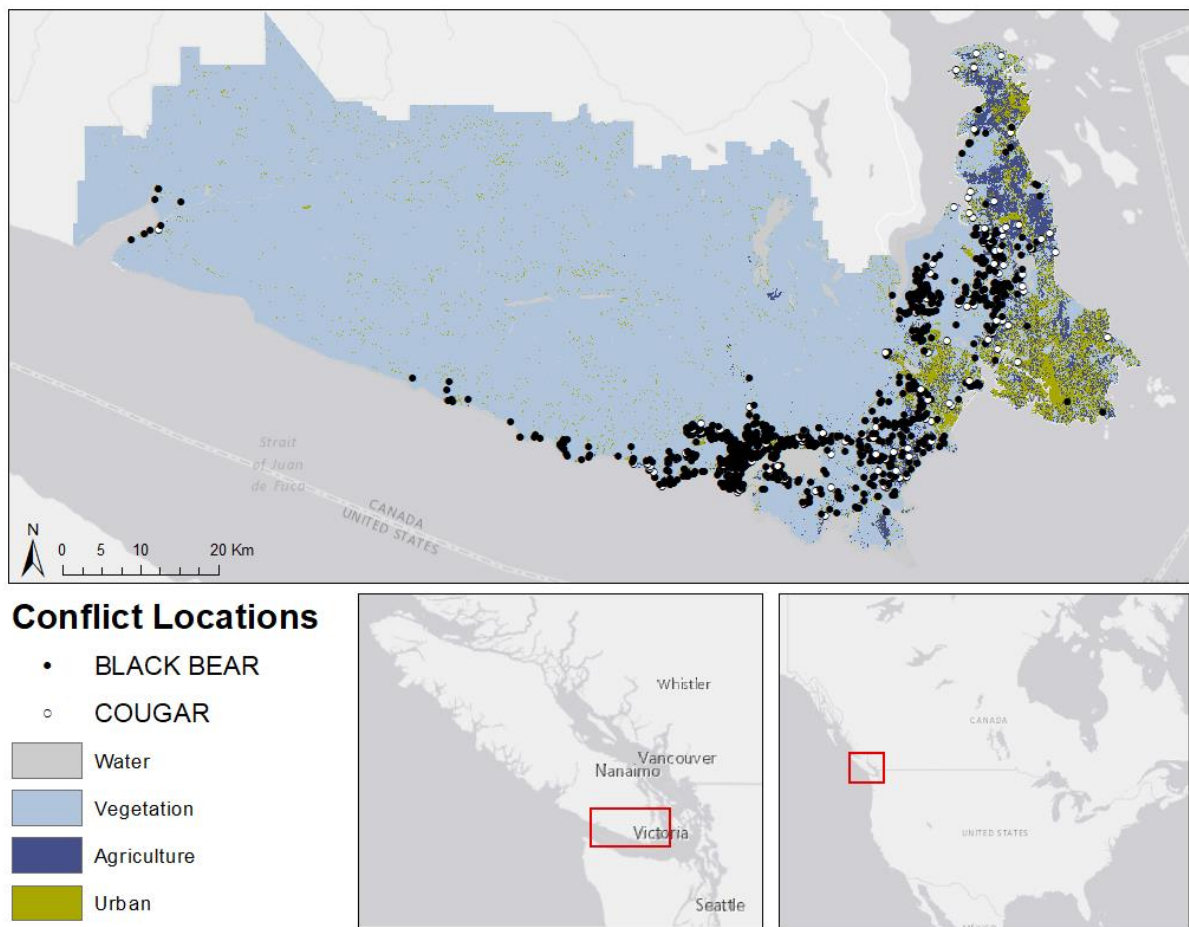 Strait
of Juan
de Fuca
CANADA
UNITED STATES
N
0 5 10 20 Km
Conflict Locations
BLACK BEAR
COUGAR
Water
Vegetation
Agriculture
Urban
Whistler
Vancouver
Nanaimo
Victoria
Seattle
CANADA
UNITED STATES